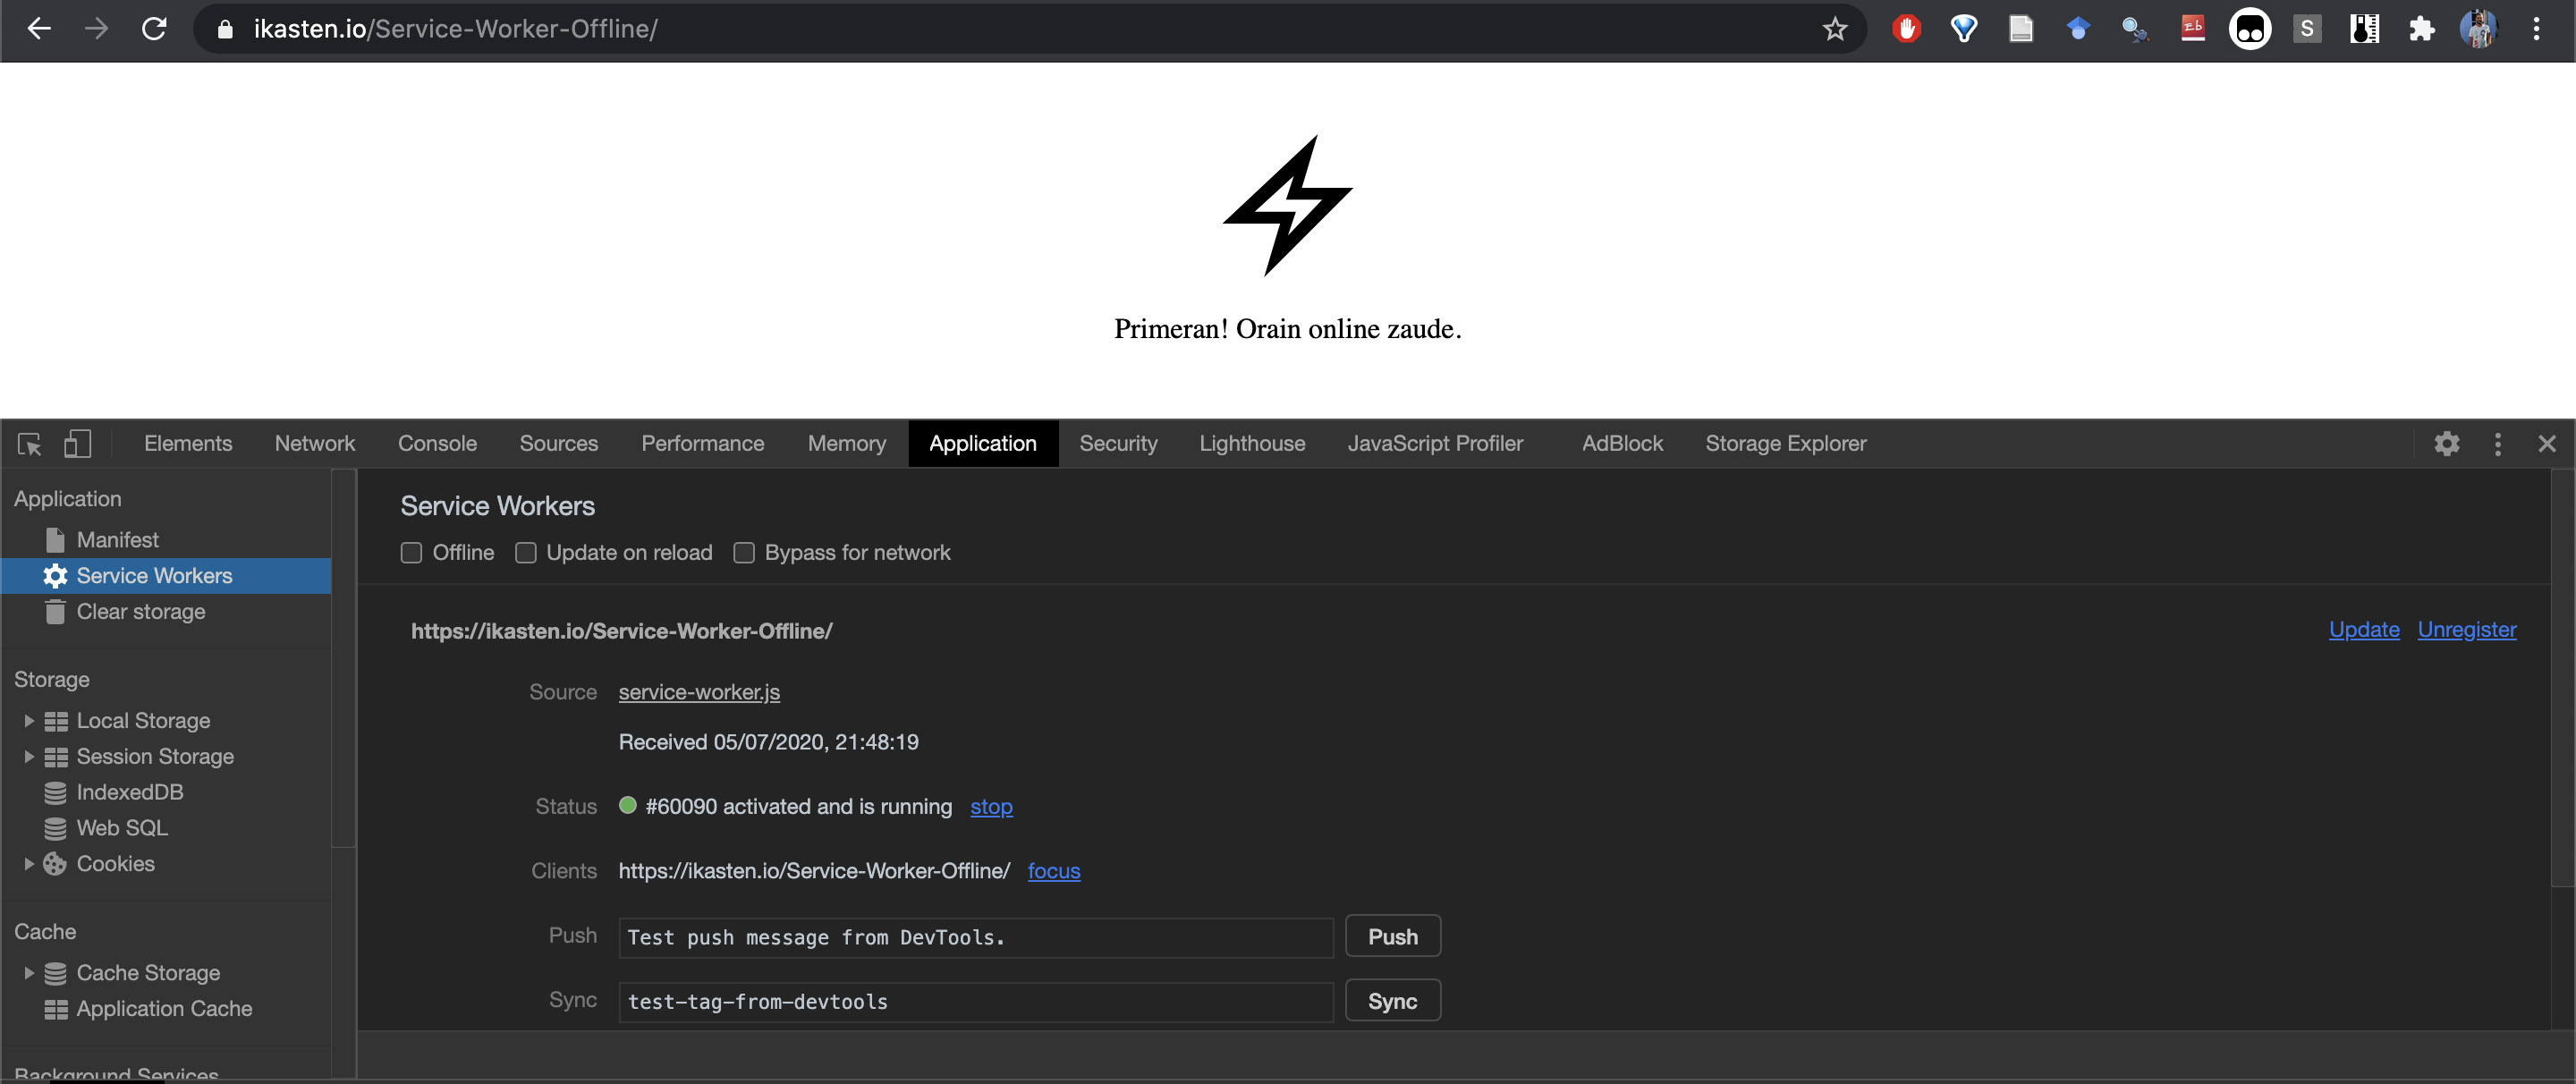 ikasten.io/Service-Worker-Offline/
Eb
S
Primeran! Orain online zaude.
Elements Network Console Sources Performance Memory Application Security Lighthouse JavaScript Profiler AdBlock Storage Explorer
Application
Manifest
Service Workers
Clear storage
Storage
Local Storage
Session Storage
IndexedDB
Web SQL
Cookies
Cache
Cache Storage
Application Cache
Background Services
Service Workers
Offline Update on reload Bypass for network
https://ikasten.io/Service-Worker-Offline/ Update Unregister
Source service-worker.js
Received 05/07/2020, 21:48:19
Status #60090 activated and is running stop
Clients https://ikasten.io/Service-Worker-Offline/ focus
Push Test push message from DevTools. Push
Sync test-tag-from-devtools Sync